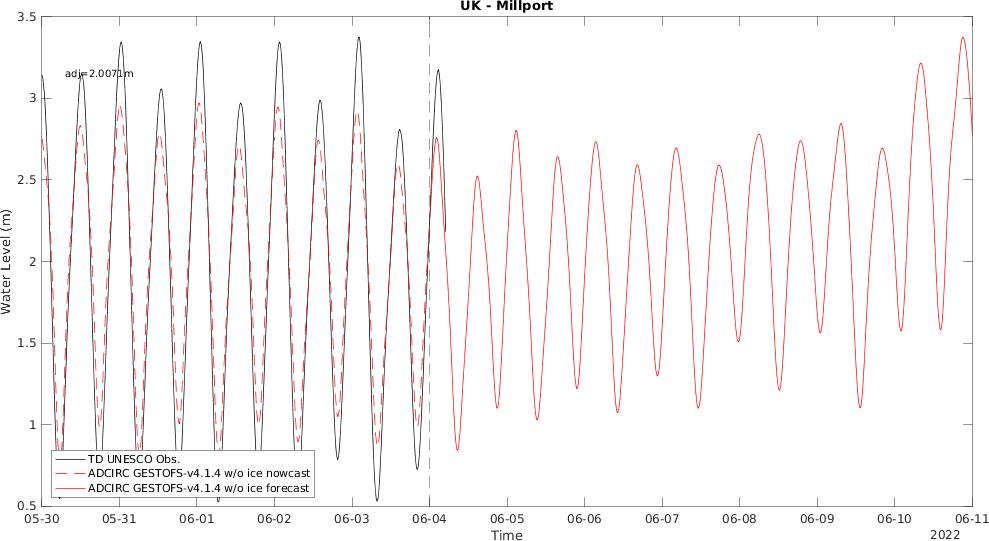 UK - Millport
3.5
adj=2.0071m
3
2.5
2
1.5
1
0.5
Water Level (m)
TD UNESCO Obs.
ADCIRC GESTOFS-v4.1.4 w/o ice nowcast
ADCIRC GESTOFS-v4.1.4 w/o ice forecast
05-30 05-31 06-01 06-02 06-03 06-04 06-05 06-06 06-07 06-08 06-09 06-10 06-11
Time
2022